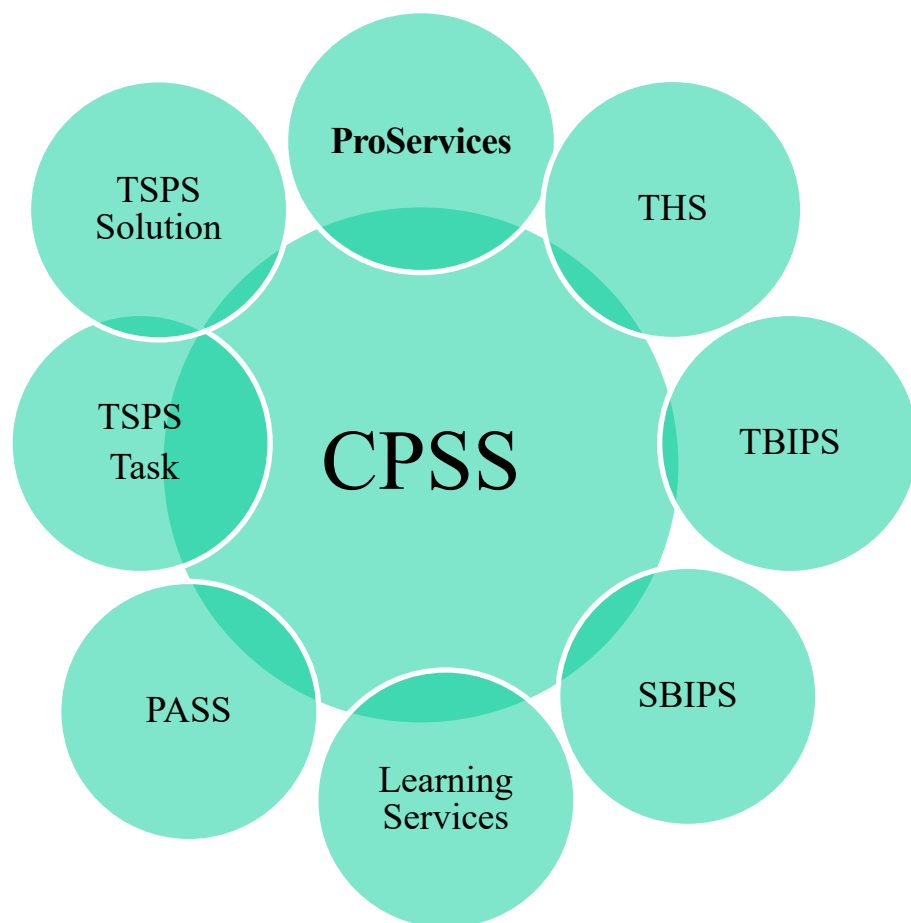 ProServices
THS
TBIPS
SBIPS
Learning
Services
PASS
TSPS
Task
TSPS
Solution
CPSS